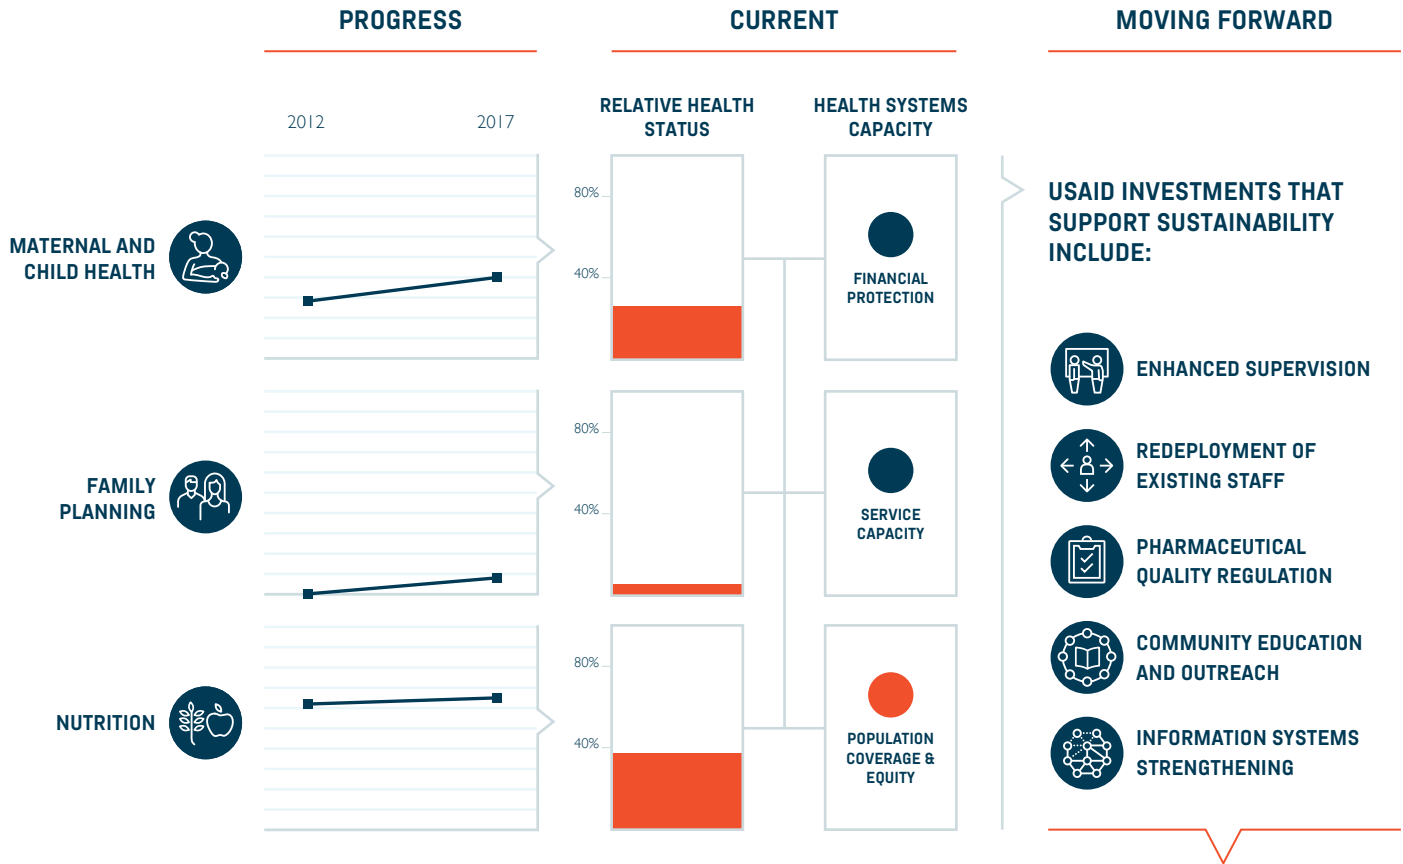 PROGRESS
CURRENT
MOVING FORWARD
2012
2017
RELATIVE HEALTH
STATUS
HEALTH SYSTEMS
CAPACITY
MATERNAL AND
CHILD HEALTH
80%
40%
FINANCIAL
PROTECTION
FAMILY
PLANNING
80%
40%
SERVICE
CAPACITY
NUTRITION
80%
40%
POPULATION
COVERAGE &
EQUITY
USAID INVESTMENTS THAT
SUPPORT SUSTAINABILITY
INCLUDE:
ENHANCED SUPERVISION
REDEPLOYMENT OF
EXISTING STAFF
PHARMACEUTICAL
QUALITY REGULATION
COMMUNITY EDUCATION
AND OUTREACH
INFORMATION SYSTEMS
STRENGTHENING